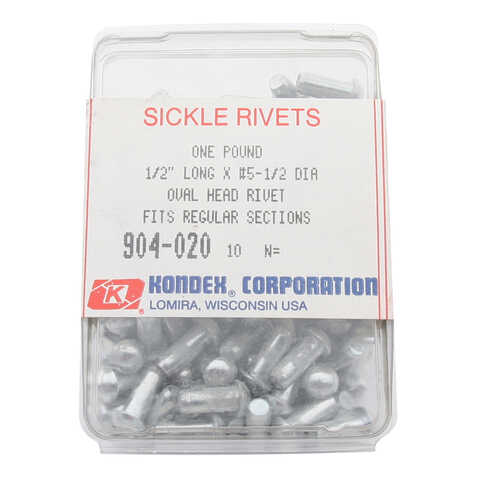 SICKLE RIVETS
ONE POUND
1/2" LONG X #5-1/2 DIA
OVAL HEAD RIVET
FITS REGULAR SECTIONS
904-020 10 N=
K KONDEX® CORPORATION
LOMIRA, WISCONSIN USA